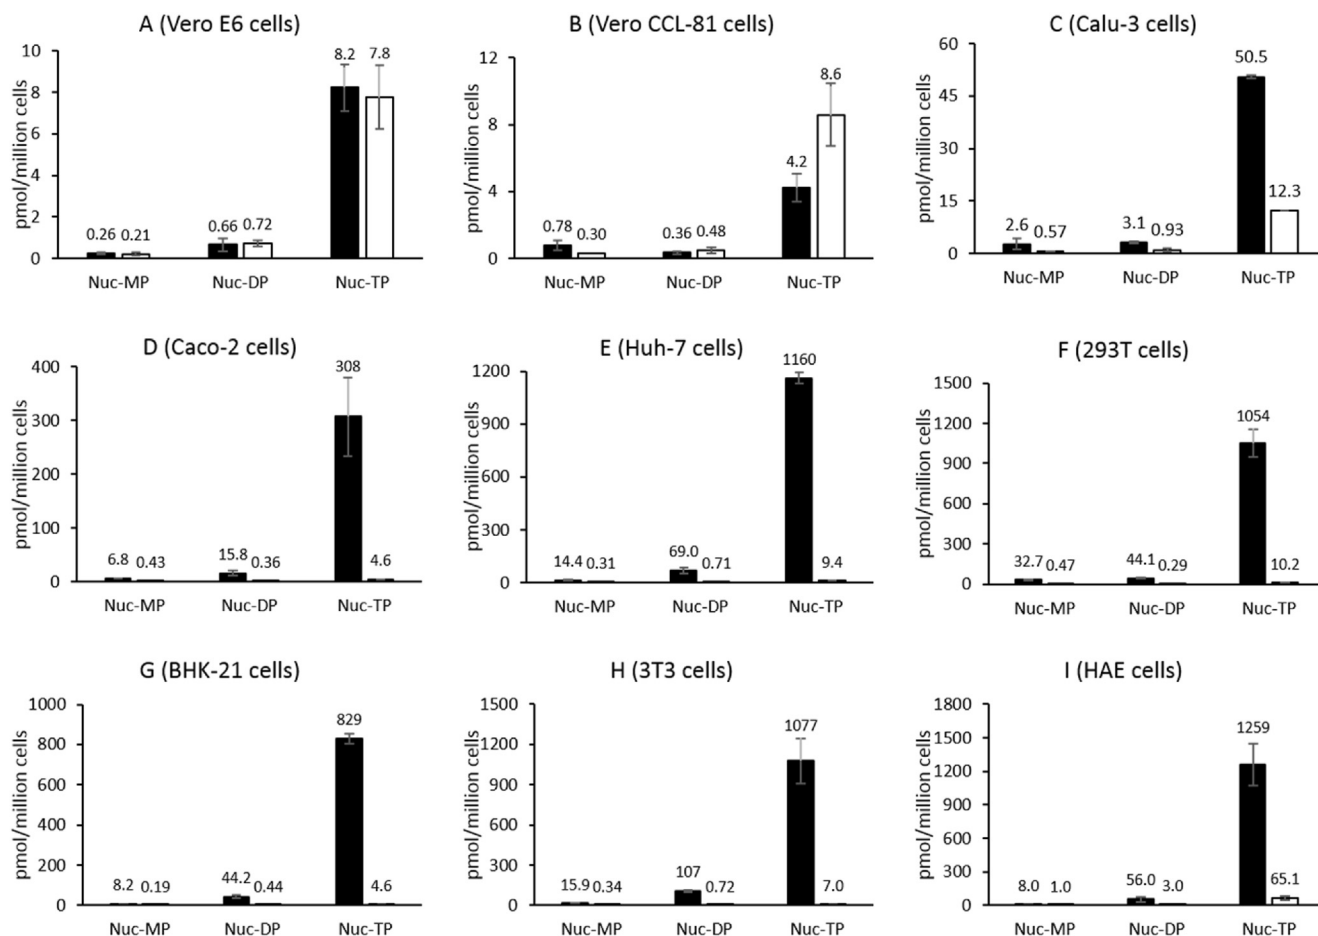 A (Vero E6 cells)
pmol/million cells
10
8
6
4
2
0
0.26 0.21
0.66 0.72
8.2 7.8
Nuc-MP Nuc-DP Nuc-TP
B (Vero CCL-81 cells)
pmol/million cells
12
8
4
0
0.78 0.30
0.36 0.48
4.2 8.6
Nuc-MP Nuc-DP Nuc-TP
C (Calu-3 cells)
pmol/million cells
60
45
30
15
0
2.6 0.57
3.1 0.93
50.5 12.3
Nuc-MP Nuc-DP Nuc-TP
D (Caco-2 cells)
pmol/million cells
400
300
200
100
0
6.8 0.43
15.8 0.36
308 4.6
Nuc-MP Nuc-DP Nuc-TP
E (Huh-7 cells)
pmol/million cells
1200
900
600
300
0
14.4 0.31
69.0 0.71
1160 9.4
Nuc-MP Nuc-DP Nuc-TP
F (293T cells)
pmol/million cells
1500
1200
900
600
300
0
32.7 0.47
44.1 0.29
1054 10.2
Nuc-MP Nuc-DP Nuc-TP
G (BHK-21 cells)
pmol/million cells
1000
800
600
400
200
0
8.2 0.19
44.2 0.44
829 4.6
Nuc-MP Nuc-DP Nuc-TP
H (3T3 cells)
pmol/million cells
1500
1200
900
600
300
0
15.9 0.34
107 0.72
1077 7.0
Nuc-MP Nuc-DP Nuc-TP
I (HAE cells)
pmol/million cells
1800
1500
1200
900
600
300
0
8.0 1.0
56.0 3.0
1259 65.1
Nuc-MP Nuc-DP Nuc-TP